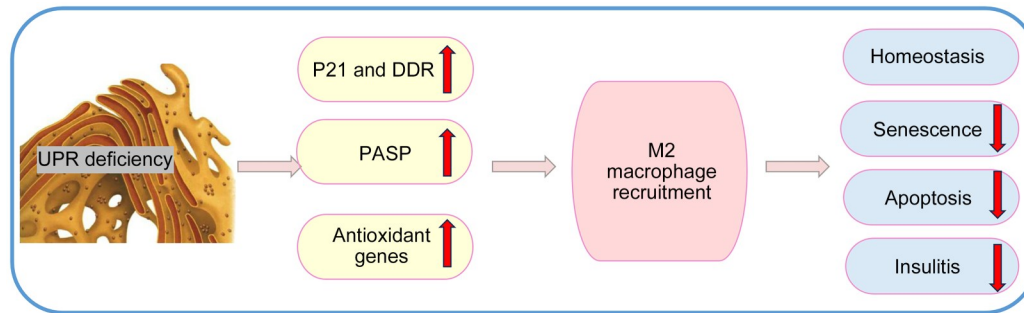 UPR deficiency
P21 and DDR
PASP
Antioxidant
genes
M2
macrophage
recruitment
Homeostasis
Senescence
Apoptosis
Insulitis